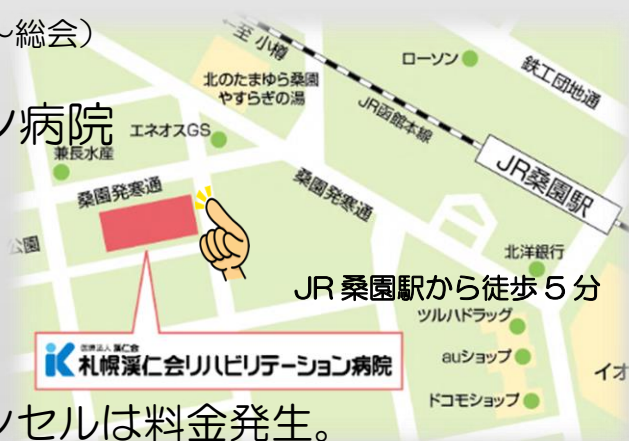 ～総会）
←至 小樽
ローソン
鉄工団地通
北のたまゆら桑園
やすらぎの湯
JR函館本線
ン病院
エネオスGS
兼長水産
JR桑園駅
桑園発寒通
桑園発寒通
公園
北洋銀行
JR 桑園駅から徒歩 5 分
ツルハドラッグ
医療法人 渓仁会
札幌渓仁会リハビリテーション病院
auショップ
イオ
ドコモショップ
ンセルは料金発生。